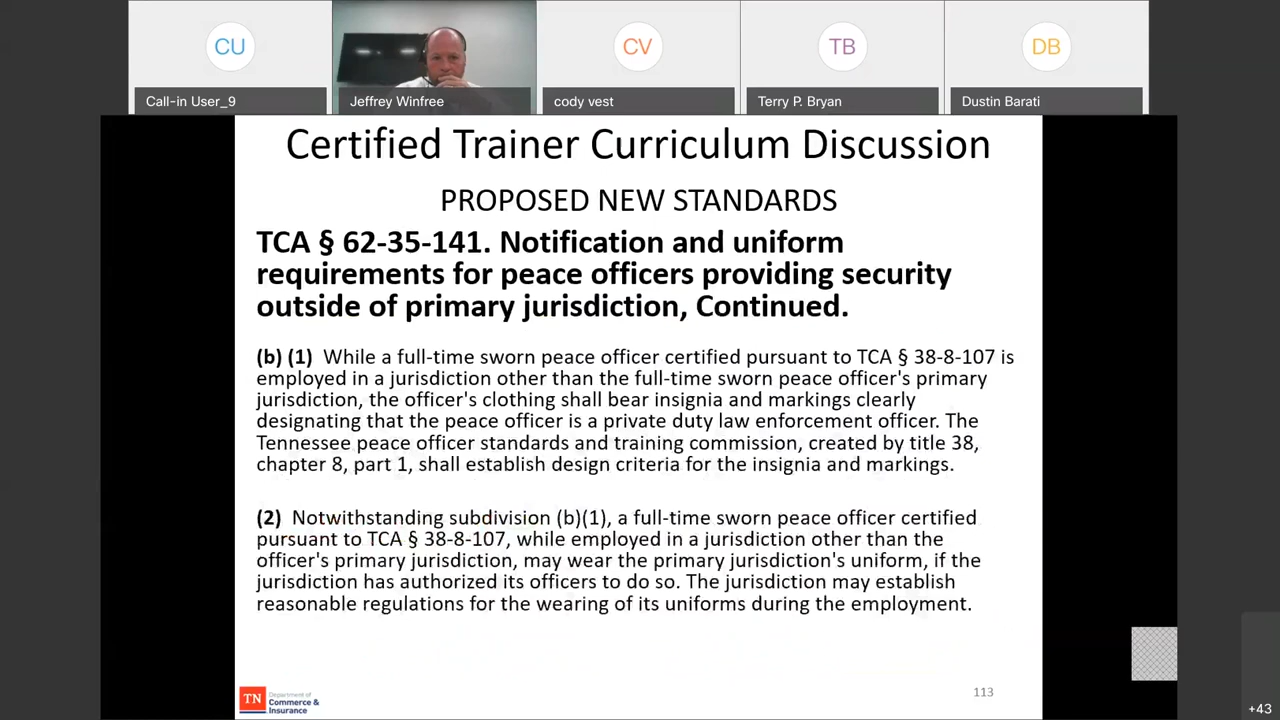 CU
CV
TB
DB
Call-in User_9
Jeffrey Winfree
cody vest
Terry P. Bryan
Dustin Barati
Certified Trainer Curriculum Discussion
PROPOSED NEW STANDARDS
TCA § 62-35-141. Notification and uniform
requirements for peace officers providing security
outside of primary jurisdiction, Continued.
(b) (1) While a full-time sworn peace officer certified pursuant to TCA § 38-8-107 is
employed in a jurisdiction other than the full-time sworn peace officer's primary
jurisdiction, the officer's clothing shall bear insignia and markings clearly
designating that the peace officer is a private duty law enforcement officer. The
Tennessee peace officer standards and training commission, created by title 38,
chapter 8, part 1, shall establish design criteria for the insignia and markings.
(2) Notwithstanding subdivision (b)(1), a full-time sworn peace officer certified
pursuant to TCA § 38-8-107, while employed in a jurisdiction other than the
officer's primary jurisdiction, may wear the primary jurisdiction's uniform, if the
jurisdiction has authorized its officers to do so. The jurisdiction may establish
reasonable regulations for the wearing of its uniforms during the employment.
TN
Department of
Commerce &
Insurance
113
+43